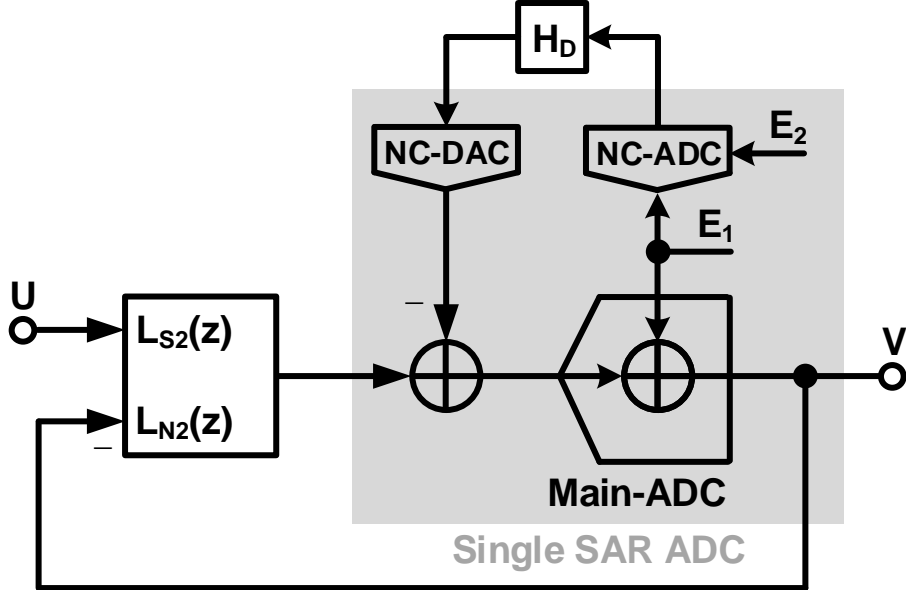 H_D
NC-DAC
NC-ADC
E_2
E_1
U
L_S2(z)
–
V
L_N2(z)
–
Main-ADC
Single SAR ADC